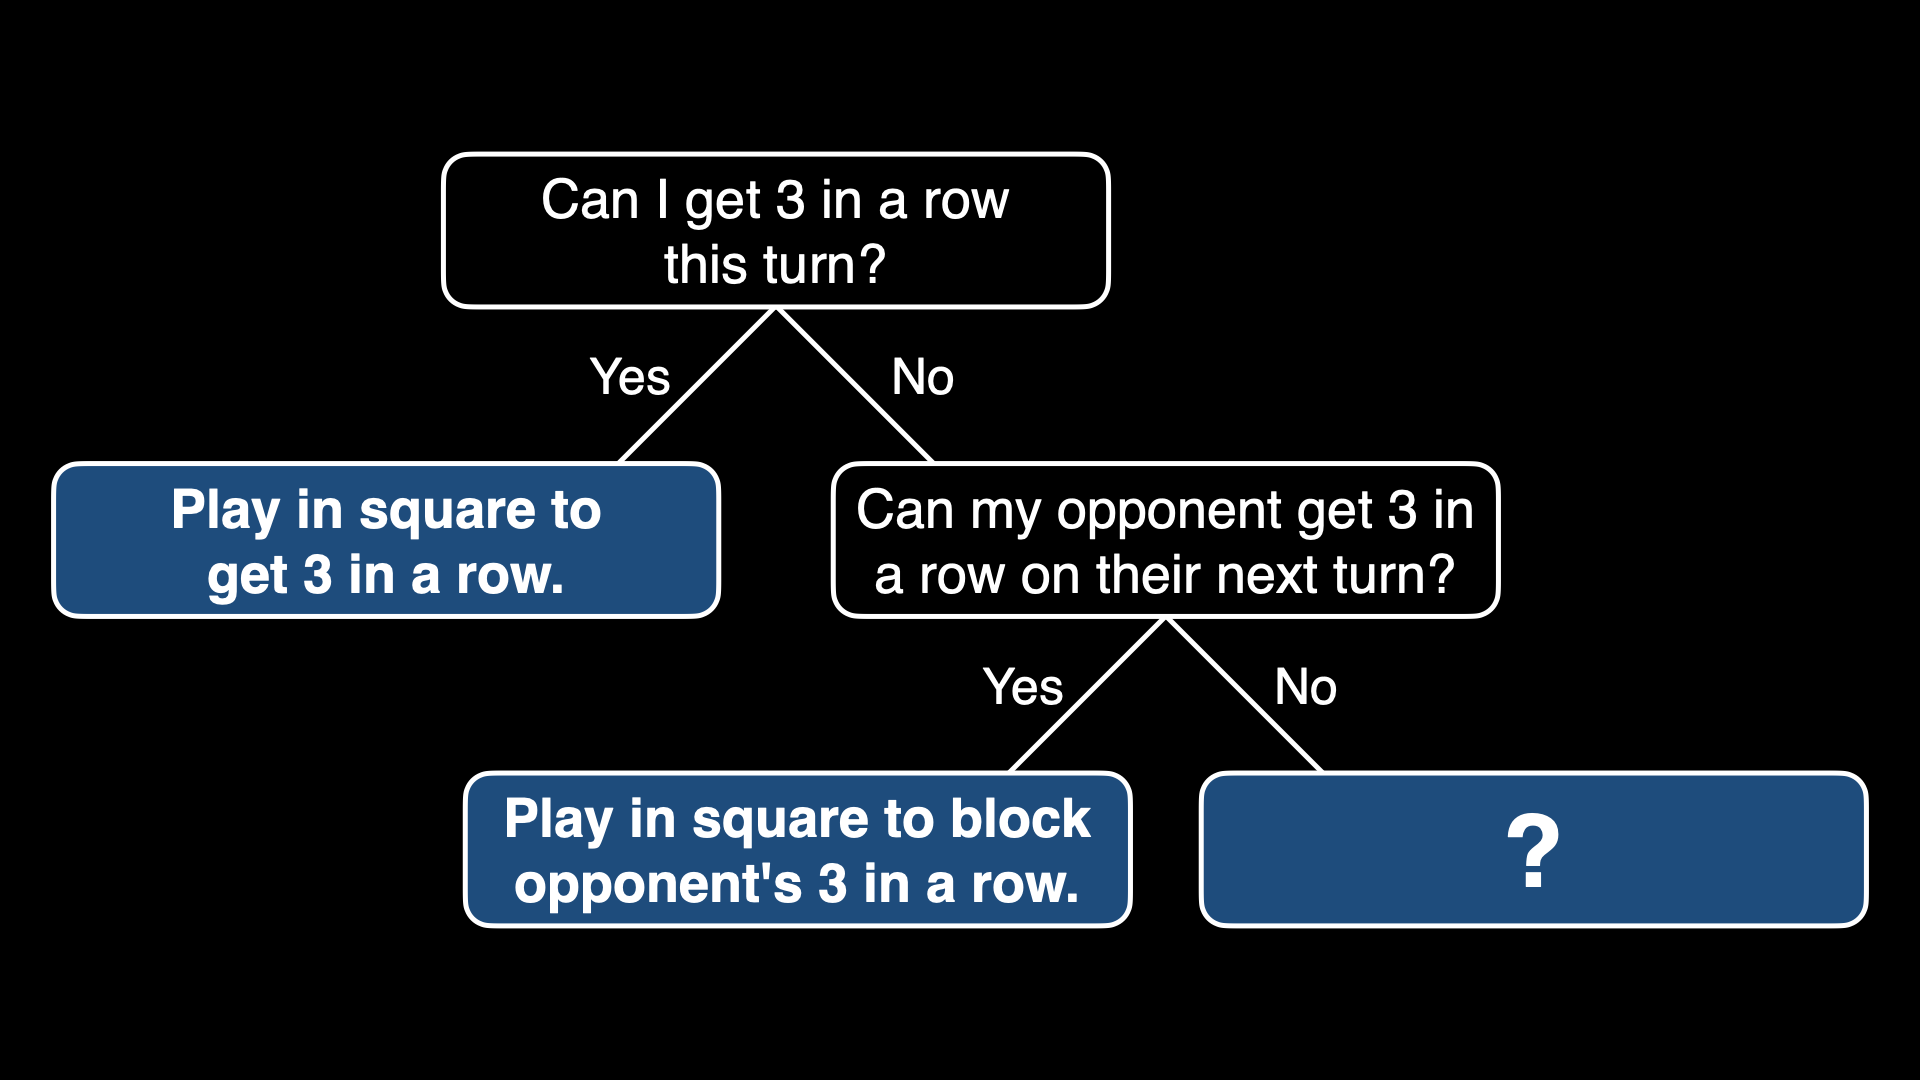 Can I get 3 in a row
this turn?
Yes
No
Play in square to
get 3 in a row.
Can my opponent get 3 in
a row on their next turn?
Yes
No
Play in square to block
opponent's 3 in a row.
?